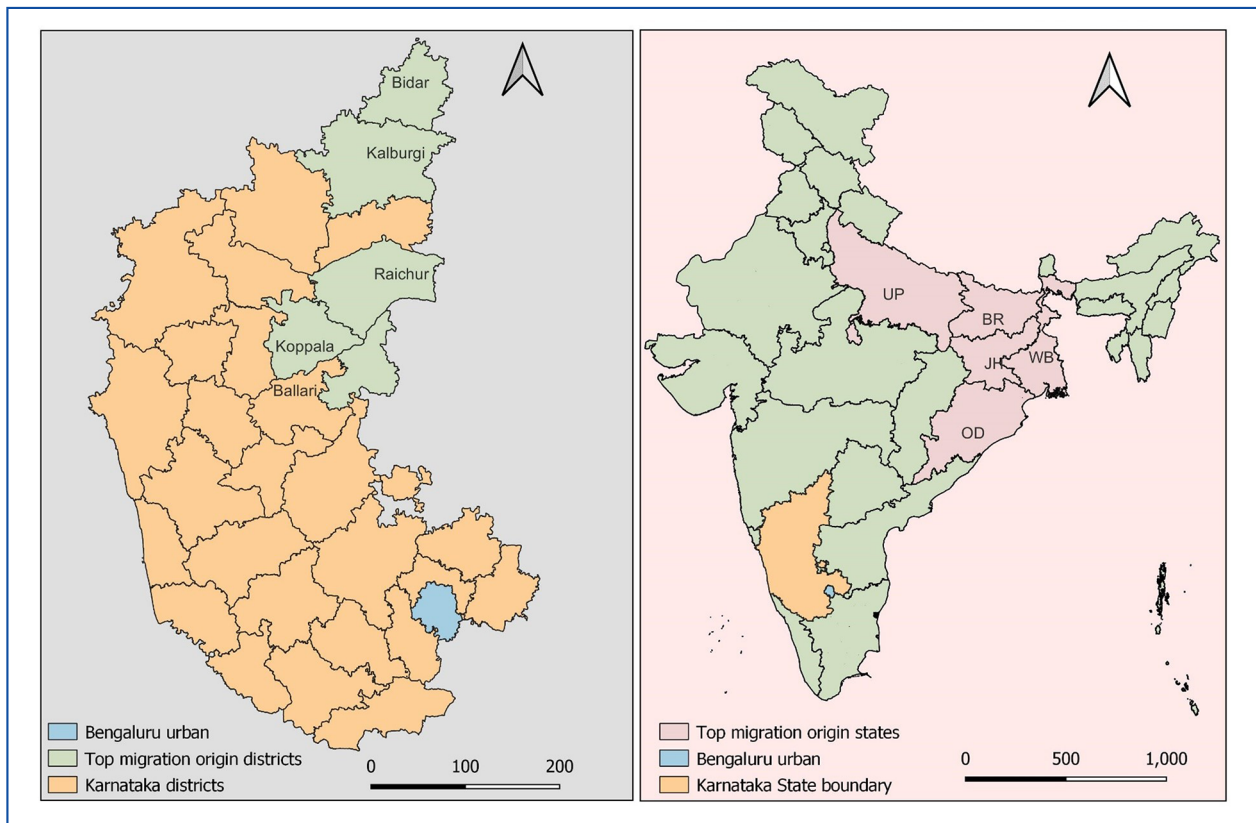 Bidar
Kalburgi
Raichur
Koppala
Ballari
Bengaluru urban
Top migration origin districts
Karnataka districts
0 100 200
UP
BR
JH
WB
OD
Top migration origin states
Bengaluru urban
Karnataka State boundary
0 500 1,000